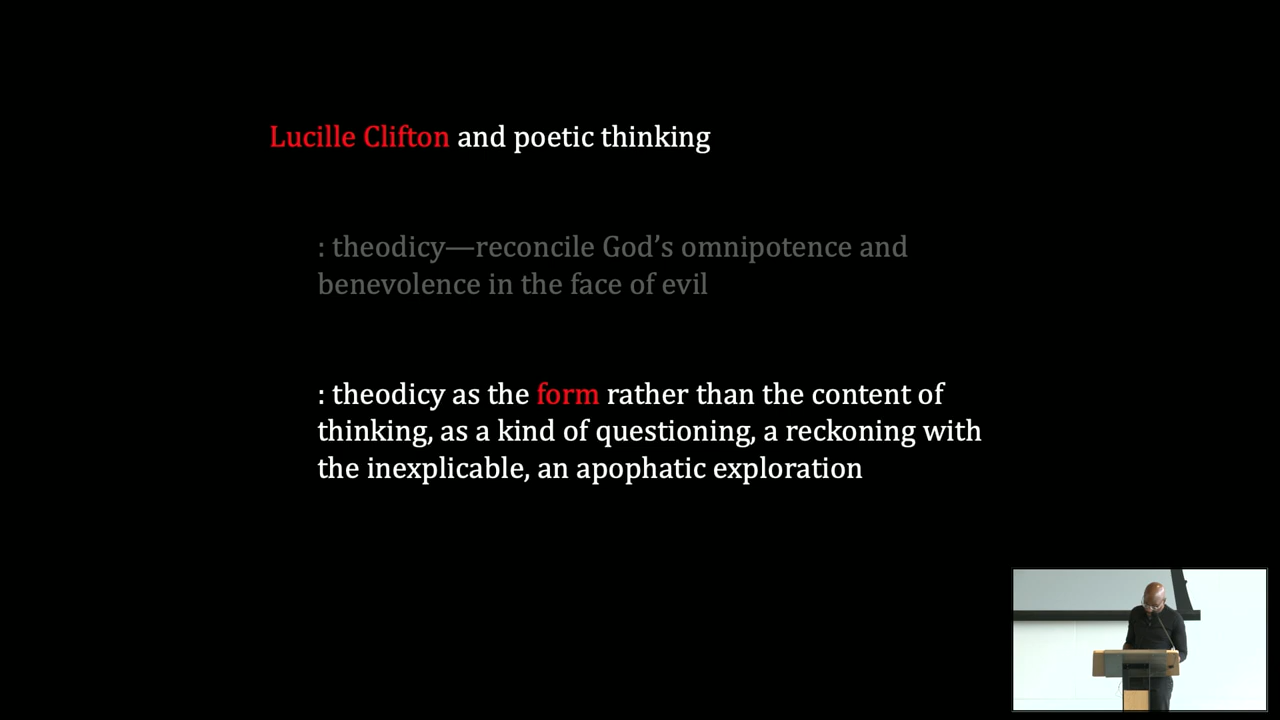 Lucille Clifton and poetic thinking
: theodicy—reconcile God’s omnipotence and
benevolence in the face of evil
: theodicy as the form rather than the content of
thinking, as a kind of questioning, a reckoning with
the inexplicable, an apophatic exploration